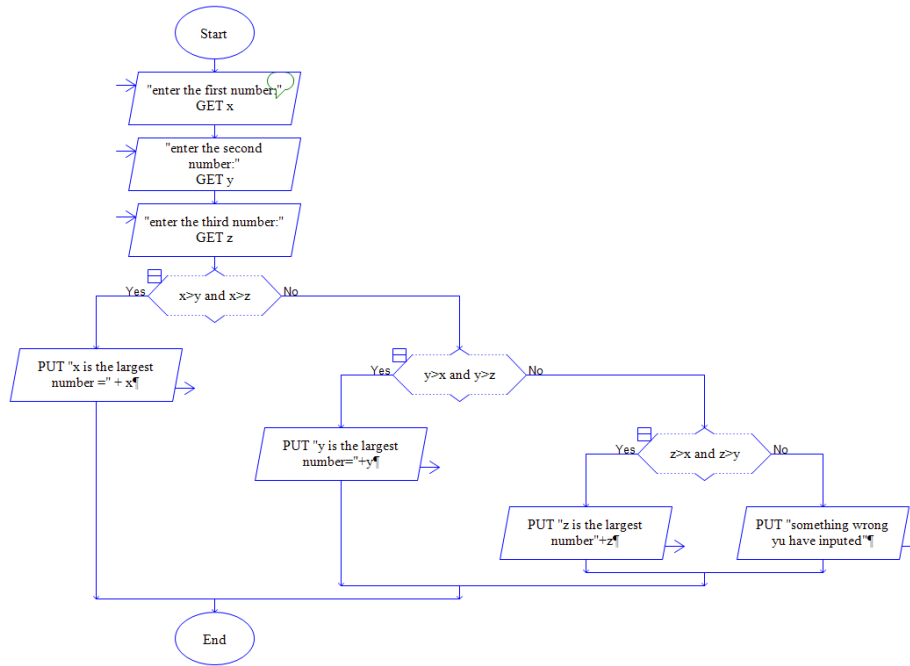 Start
"enter the first number:"
GET x
"enter the second
number:"
GET y
"enter the third number:"
GET z
Yes
x>y and x>z
No
PUT "x is the largest
number =" + x¶
Yes
y>x and y>z
No
PUT "y is the largest
number="+y¶
Yes
z>x and z>y
No
PUT "z is the largest
number"+z¶
PUT "something wrong
yu have inputed"¶
End